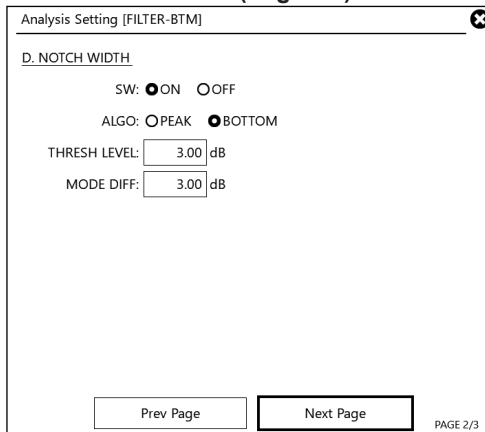 Analysis Setting [FILTER-BTM]
D. NOTCH WIDTH
SW: ON OFF
ALGO: PEAK BOTTOM
THRESH LEVEL: 3.00 dB
MODE DIFF: 3.00 dB
Prev Page Next Page PAGE 2/3